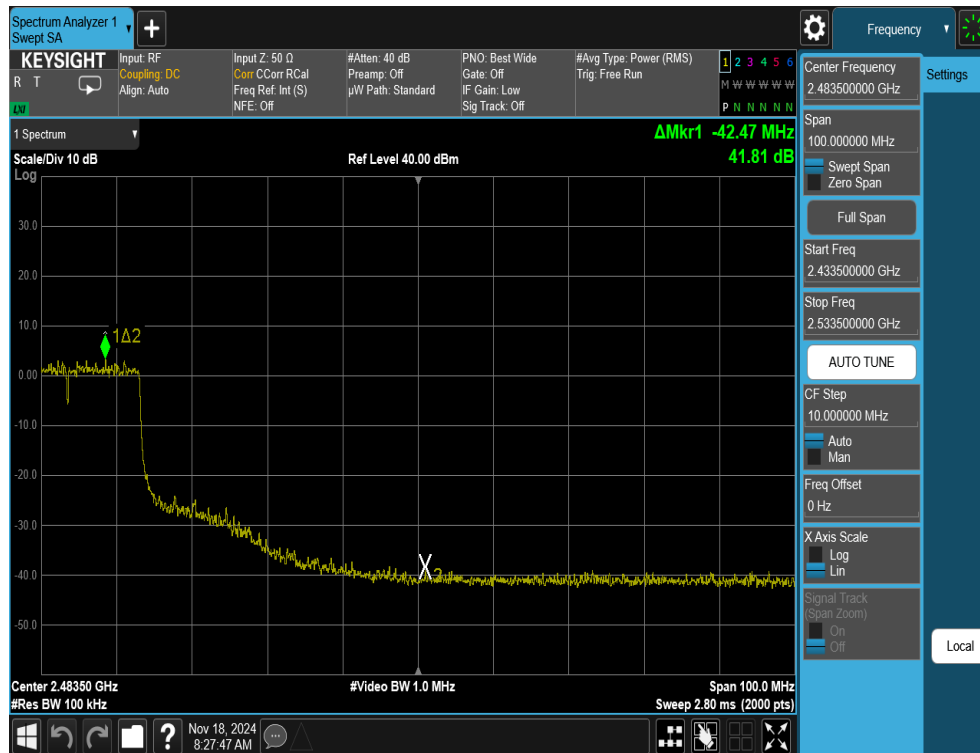 Spectrum Analyzer 1
Swept SA
+
Frequency
KEYSIGHT
R T
LXI
Input: RF
Coupling: DC
Align: Auto
Input Z: 50 Ω
Corr CCorr RCal
Freq Ref: Int (S)
NFE: Off
#Atten: 40 dB
Preamp: Off
µW Path: Standard
PNO: Best Wide
Gate: Off
IF Gain: Low
Sig Track: Off
#Avg Type: Power (RMS)
Trig: Free Run
1 2 3 4 5 6
M W W W W W
P N N N N N
1 Spectrum
Scale/Div 10 dB
Log
Ref Level 40.00 dBm
ΔMkr1 -42.47 MHz
41.81 dB
30.0
20.0
10.0
0.00
-10.0
-20.0
-30.0
-40.0
-50.0
1Δ2
X2
Center 2.48350 GHz
#Res BW 100 kHz
#Video BW 1.0 MHz
Span 100.0 MHz
Sweep 2.80 ms (2000 pts)
Center Frequency
2.483500000 GHz
Span
100.000000 MHz
Swept Span
Zero Span
Full Span
Start Freq
2.433500000 GHz
Stop Freq
2.533500000 GHz
AUTO TUNE
CF Step
10.000000 MHz
Auto
Man
Freq Offset
0 Hz
X Axis Scale
Log
Lin
Signal Track
(Span Zoom)
On
Off
Settings
Local
?
Nov 18, 2024
8:27:47 AM